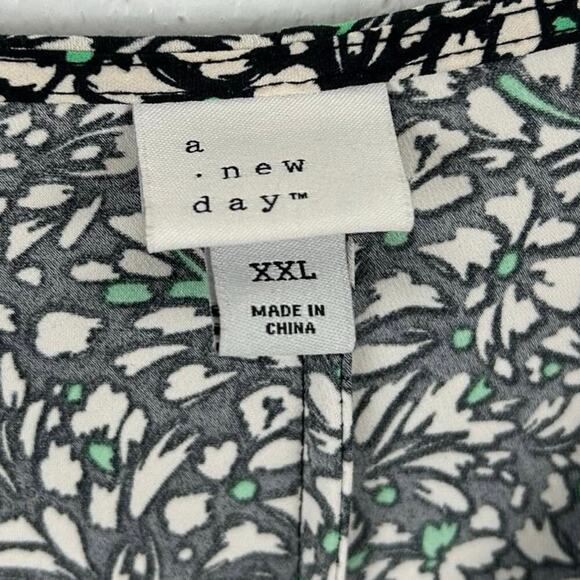 a
. new
day™
XXL
MADE IN
CHINA